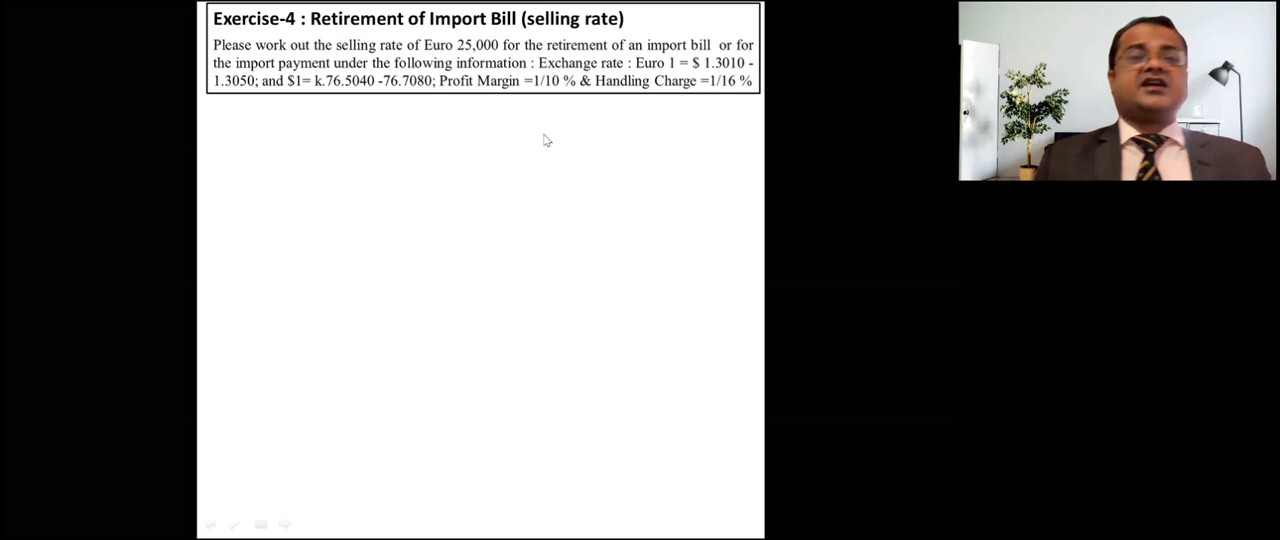 Exercise-4 : Retirement of Import Bill (selling rate)
Please work out the selling rate of Euro 25,000 for the retirement of an import bill or for
the import payment under the following information : Exchange rate : Euro 1 = $ 1.3010 -
1.3050; and $1= k.76.5040 -76.7080; Profit Margin =1/10 % & Handling Charge =1/16 %